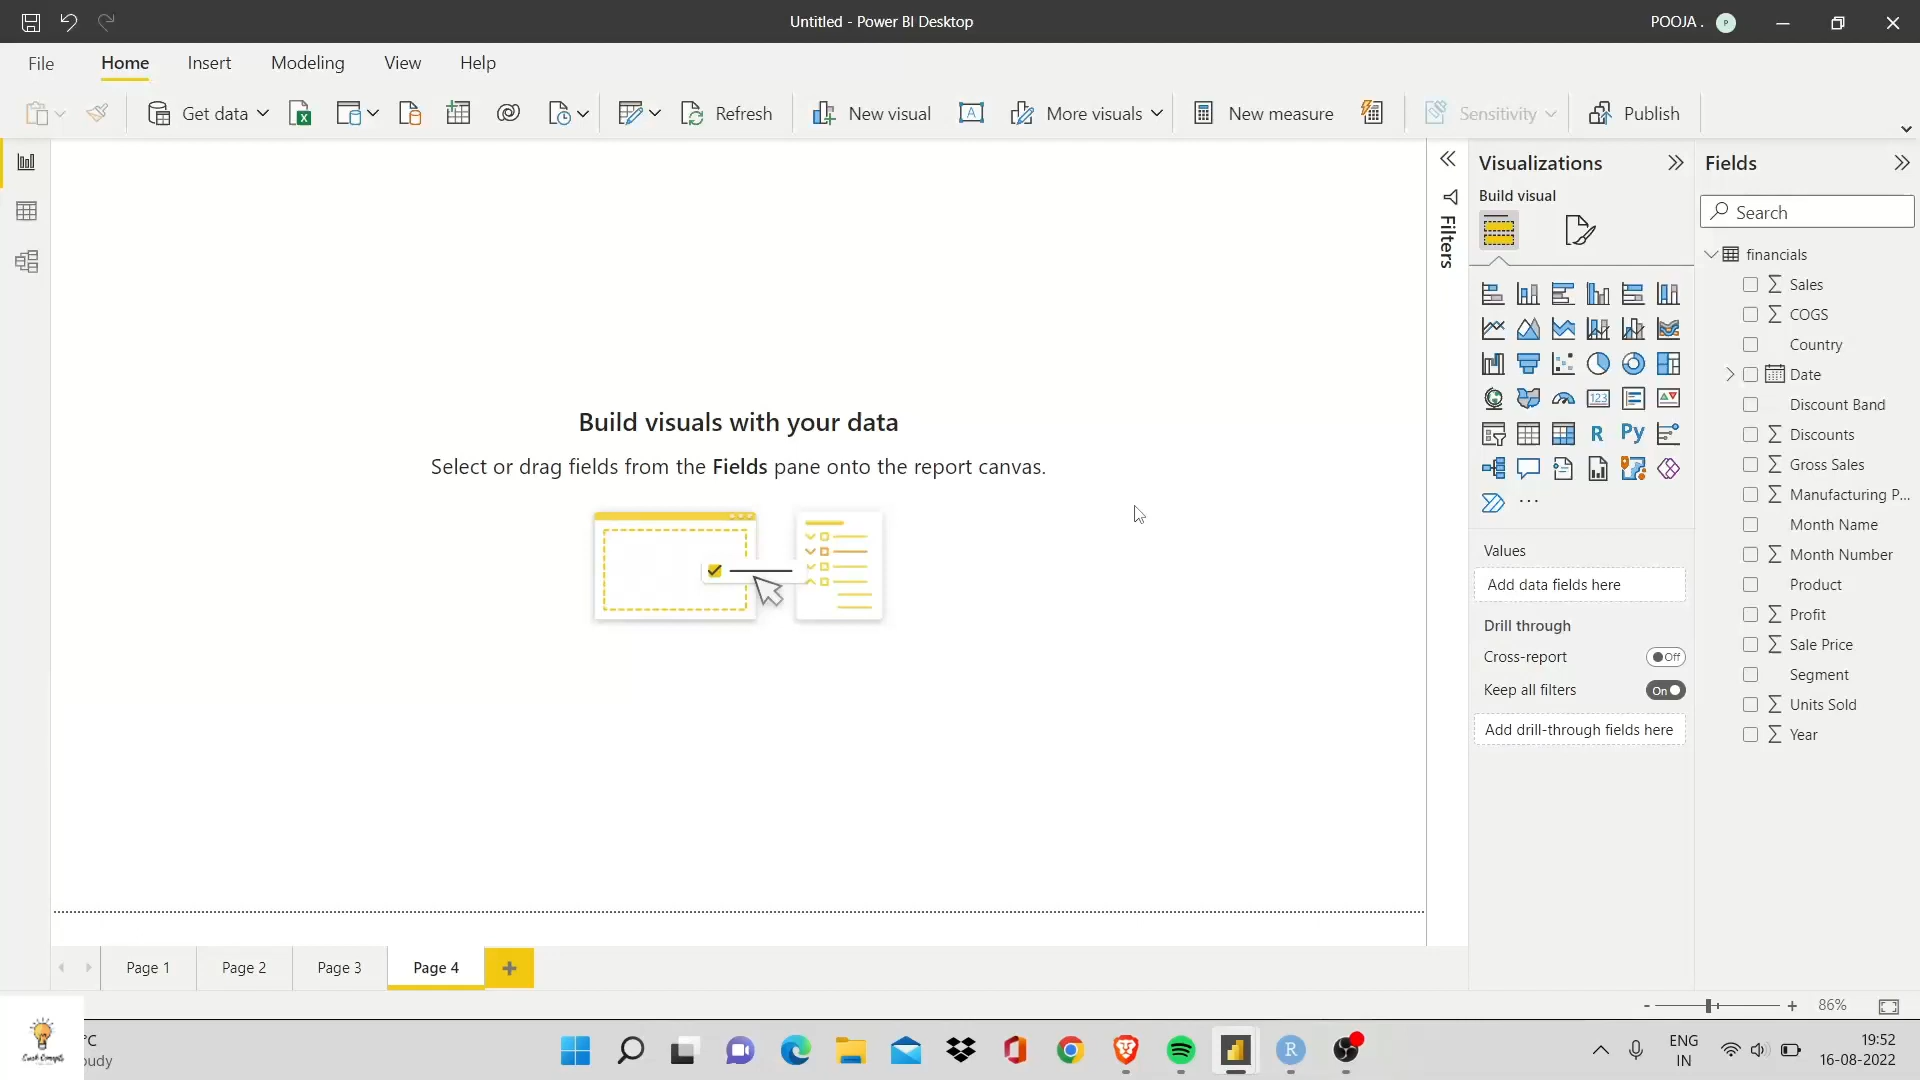 Untitled - Power BI Desktop
POOJA .
P
File
Home
Insert
Modeling
View
Help
Get data
Refresh
New visual
More visuals
New measure
Sensitivity
Publish
Build visuals with your data
Select or drag fields from the Fields pane onto the report canvas.
Filters
Visualizations
Build visual
123
R
Py
...
Values
Add data fields here
Drill through
Cross-report
Off
Keep all filters
On
Add drill-through fields here
Fields
Search
financials
Sales
COGS
Country
Date
Discount Band
Discounts
Gross Sales
Manufacturing P...
Month Name
Month Number
Product
Profit
Sale Price
Segment
Units Sold
Year
Page 1
Page 2
Page 3
Page 4
86%
°C
oudy
R
ENG
IN
19:52
16-08-2022